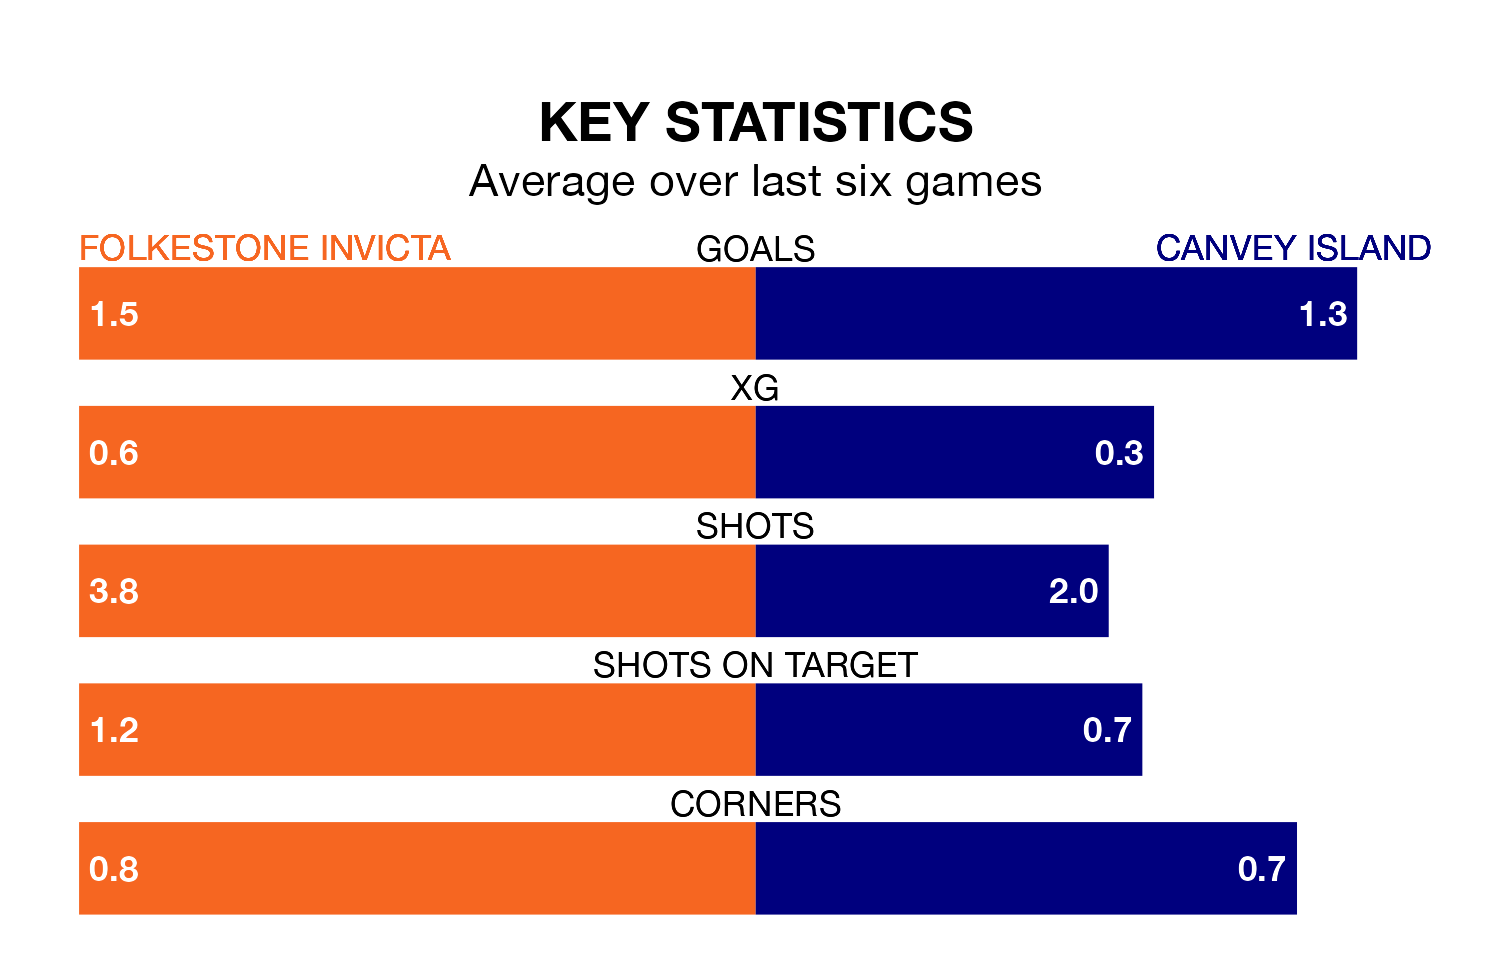 KEY STATISTICS
Average over last six games
FOLKESTONE INVICTA GOALS CANVEY ISLAND
1.5 1.3
XG
0.6 0.3
SHOTS
3.8 2.0
SHOTS ON TARGET
1.2 0.7
CORNERS
0.8 0.7